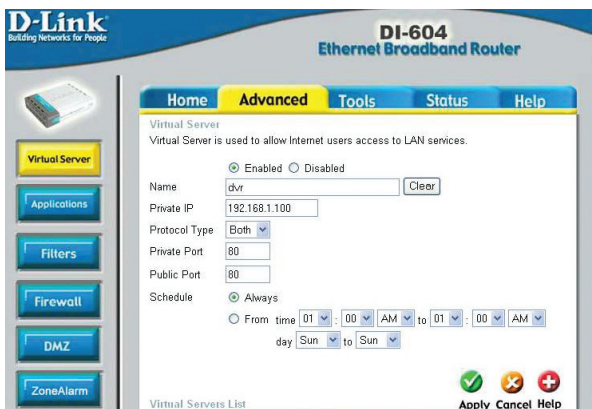 D-Link
Building Networks for People
DI-604
Ethernet Broadband Router
Home Advanced Tools Status Help
Virtual Server
Applications
Filters
Firewall
DMZ
ZoneAlarm
Virtual Server
Virtual Server is used to allow Internet users access to LAN services.
Enabled Disabled
Name dvr Clear
Private IP 192.168.1.100
Protocol Type Both
Private Port 80
Public Port 80
Schedule Always
From time 01 : 00 AM to 01 : 00 AM
day Sun to Sun
Apply Cancel Help
Virtual Servers List